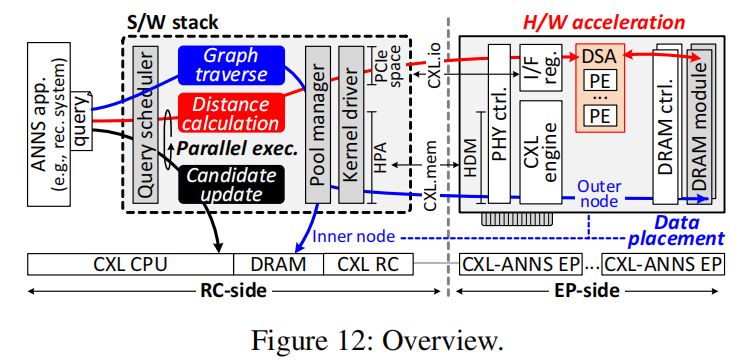 S/W stack
H/W acceleration
ANNS app.
(e.g., rec. system)
query
Query scheduler
Graph
traverse
Distance
calculation
Parallel exec.
Candidate
update
Pool manager
Kernel driver
PCIe
space
HPA
CXL.io
CXL mem
HDM
PHY ctrl.
I/F
reg.
CXL
engine
DSA
PE
...
PE
DRAM ctrl.
DRAM module
Outer
node
Inner node
Data
placement
CXL CPU
DRAM
CXL RC
CXL-ANNS EP
...
CXL-ANNS EP
RC-side
EP-side
Figure 12: Overview.